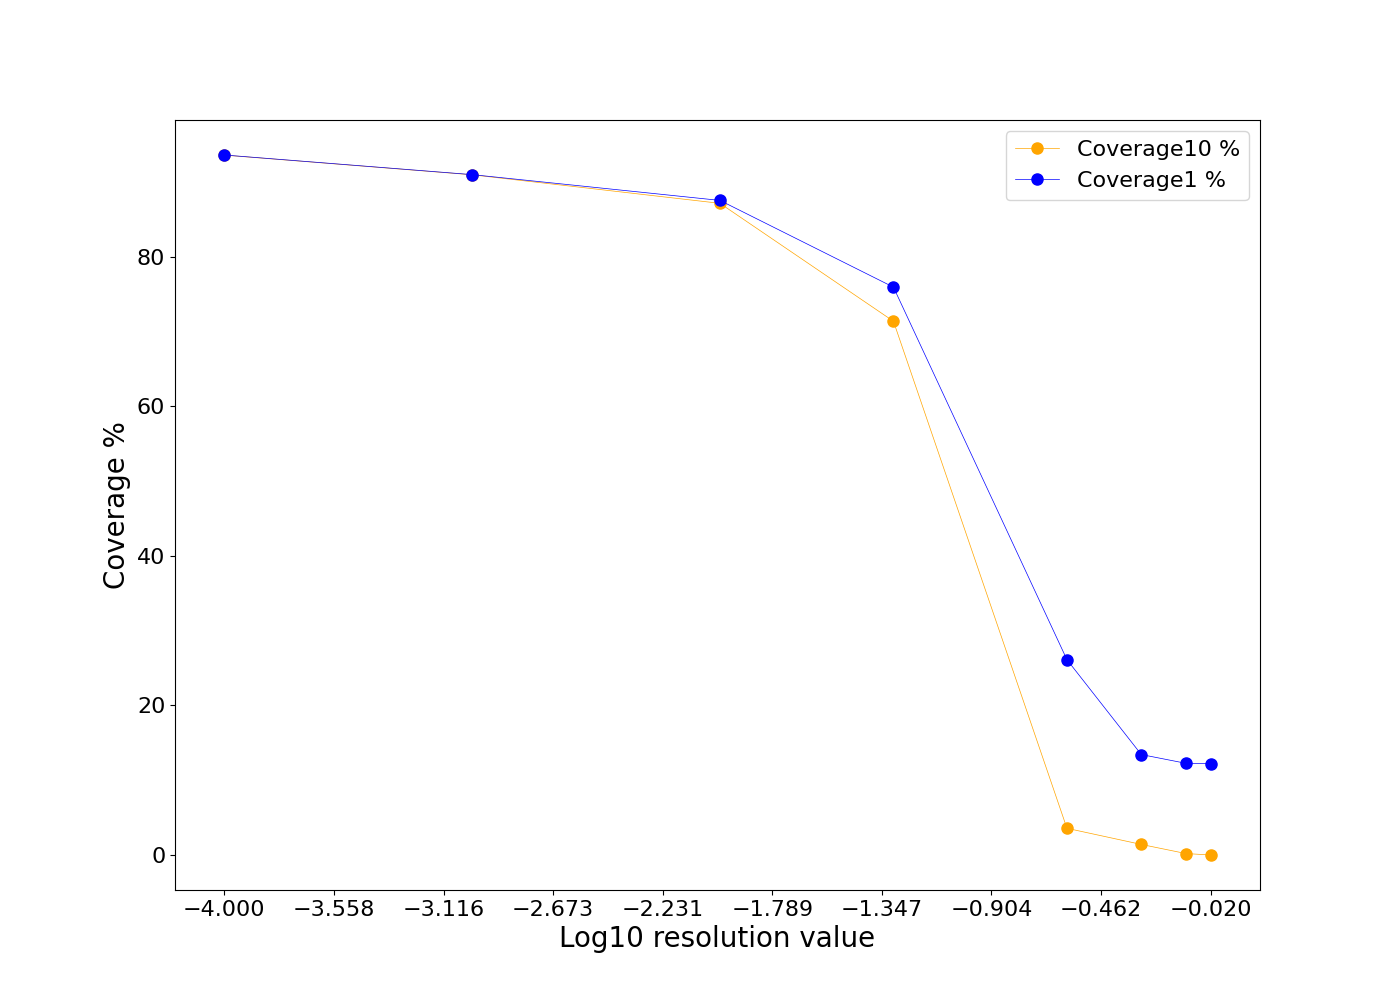 Coverage10 %
Coverage1 %
80
60
40
20
0
Coverage %
−4.000 −3.558 −3.116 −2.673 −2.231 −1.789 −1.347 −0.904 −0.462 −0.020
Log10 resolution value